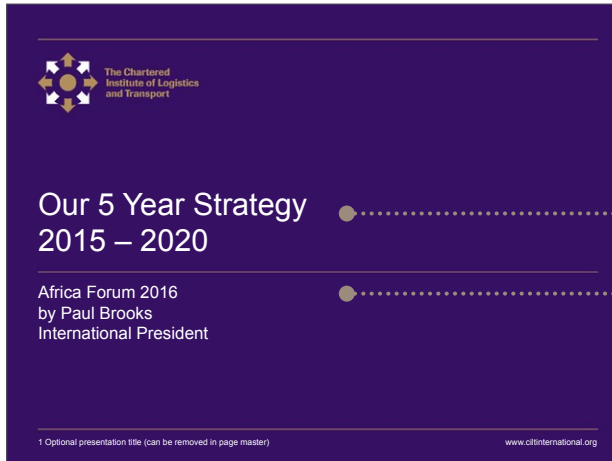 The Chartered
Institute of Logistics
and Transport
Our 5 Year Strategy
2015 – 2020
Africa Forum 2016
by Paul Brooks
International President
1 Optional presentation title (can be removed in page master)
www.ciltinternational.org